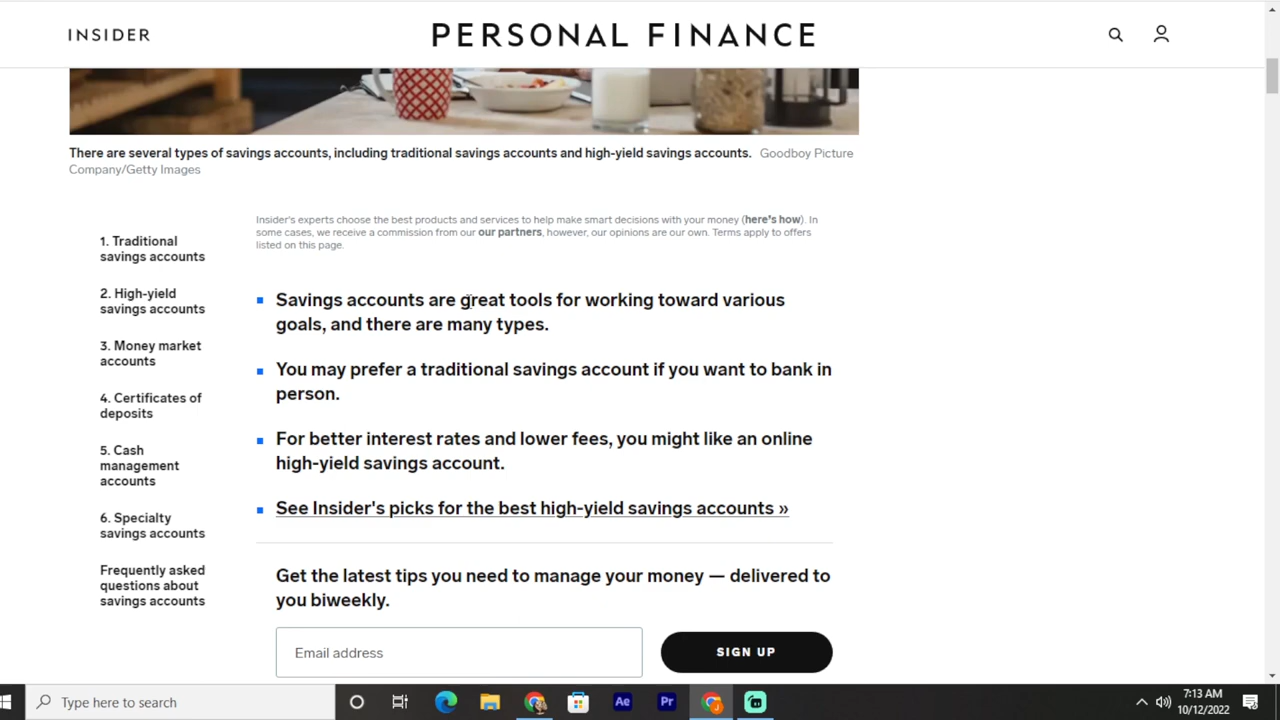 INSIDER
PERSONAL FINANCE
There are several types of savings accounts, including traditional savings accounts and high-yield savings accounts. Goodboy Picture
Company/Getty Images
Insider's experts choose the best products and services to help make smart decisions with your money (here's how). In
some cases, we receive a commission from our our partners, however, our opinions are our own. Terms apply to offers
listed on this page.
1. Traditional
savings accounts
2. High-yield
savings accounts
3. Money market
accounts
4. Certificates of
deposits
5. Cash
management
accounts
6. Specialty
savings accounts
Frequently asked
questions about
savings accounts
Savings accounts are great tools for working toward various
goals, and there are many types.
You may prefer a traditional savings account if you want to bank in
person.
For better interest rates and lower fees, you might like an online
high-yield savings account.
See Insider's picks for the best high-yield savings accounts »
Get the latest tips you need to manage your money — delivered to
you biweekly.
Email address
SIGN UP
Type here to search
Ae
Pr
7:13 AM
10/12/2022